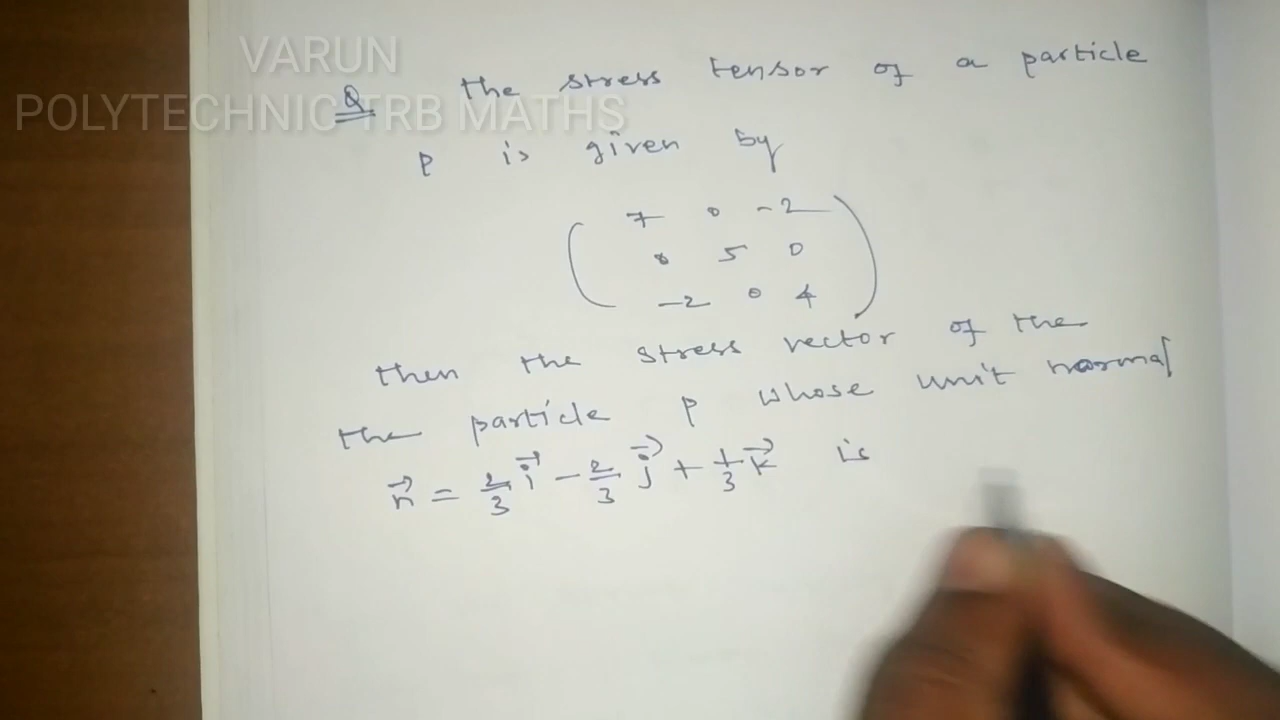 VARUN
POLYTECHNIC TRB MATHS
Q the stress tensor of a particle
P is given by
7 0 -2
0 5 0
-2 0 4
then the stress vector of the
the particle P whose unit normal
n⃗ = 2/3 i⃗ - 2/3 j⃗ + 1/3 k⃗ is